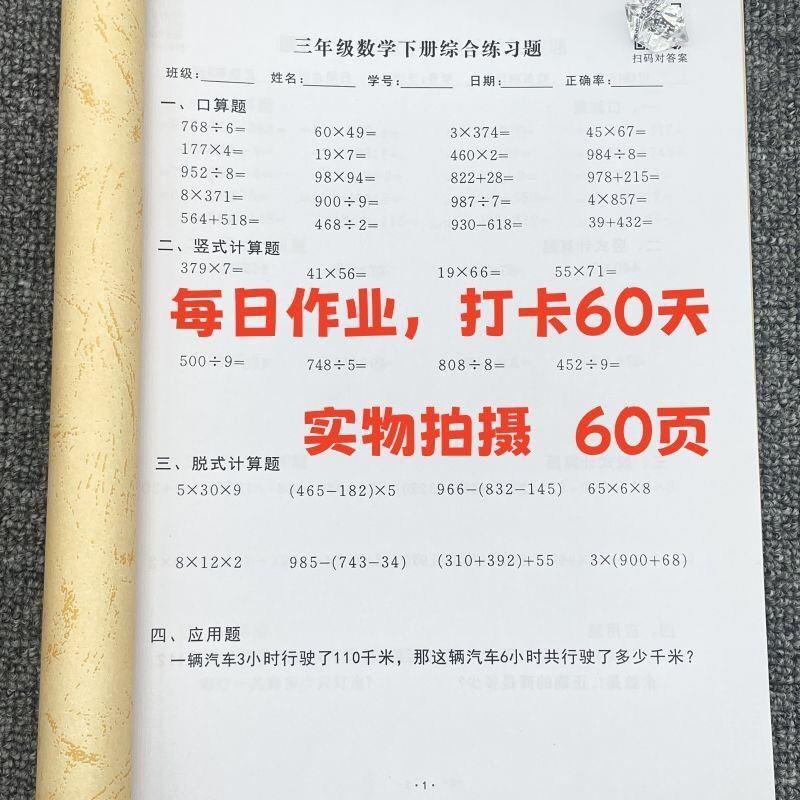 三年级数学下册综合练习题
扫码对答案
班级:______ 姓名:______ 学号:______ 日期:______ 正确率:______
一、口算题
768÷6= 60×49= 3×374= 45×67=
177×4= 19×7= 460×2= 984÷8=
952÷8= 98×94= 822+28= 978+215=
8×371= 900÷9= 987÷7= 4×857=
564+518= 468÷2= 930−618= 39+432=
二、竖式计算题
379×7= 41×56= 19×66= 55×71=
每日作业，打卡60天
500÷9= 748÷5= 808÷8= 452÷9=
实物拍摄 60页
三、脱式计算题
5×30×9 (465−182)×5 966−(832−145) 65×6×8
8×12×2 985−(743−34) (310+392)+55 3×(900+68)
四、应用题
一辆汽车3小时行驶了110千米，那这辆汽车6小时共行驶了多少千米？
·1·